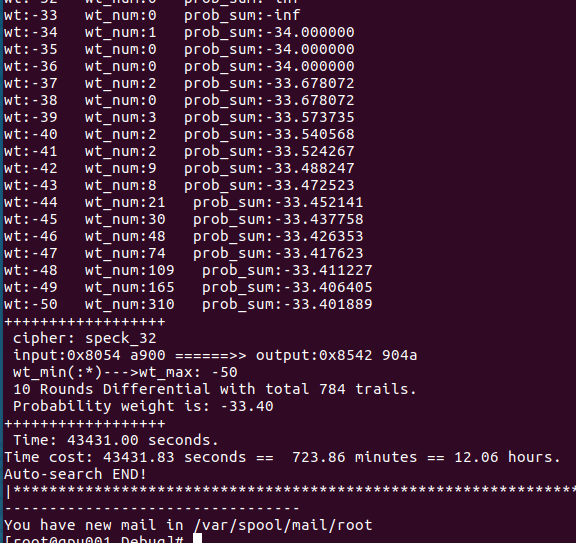 wt:-32   wt_num:0   prob_sum:-inf
wt:-33   wt_num:0   prob_sum:-inf
wt:-34   wt_num:1   prob_sum:-34.000000
wt:-35   wt_num:0   prob_sum:-34.000000
wt:-36   wt_num:0   prob_sum:-34.000000
wt:-37   wt_num:2   prob_sum:-33.678072
wt:-38   wt_num:0   prob_sum:-33.678072
wt:-39   wt_num:3   prob_sum:-33.573735
wt:-40   wt_num:2   prob_sum:-33.540568
wt:-41   wt_num:2   prob_sum:-33.524267
wt:-42   wt_num:9   prob_sum:-33.488247
wt:-43   wt_num:8   prob_sum:-33.472523
wt:-44   wt_num:21   prob_sum:-33.452141
wt:-45   wt_num:30   prob_sum:-33.437758
wt:-46   wt_num:48   prob_sum:-33.426353
wt:-47   wt_num:74   prob_sum:-33.417623
wt:-48   wt_num:109   prob_sum:-33.411227
wt:-49   wt_num:165   prob_sum:-33.406405
wt:-50   wt_num:310   prob_sum:-33.401889
++++++++++++++++++
 cipher: speck_32
 input:0x8054 a900 ======>> output:0x8542 904a
 wt_min(:*)--->wt_max: -50
 10 Rounds Differential with total 784 trails.
 Probability weight is: -33.40
++++++++++++++++++
 Time: 43431.00 seconds.
Time cost: 43431.83 seconds ==  723.86 minutes == 12.06 hours.
Auto-search END!
|****************************************************************
----------------------------------
You have new mail in /var/spool/mail/root
[root@gpu001 Debug]#